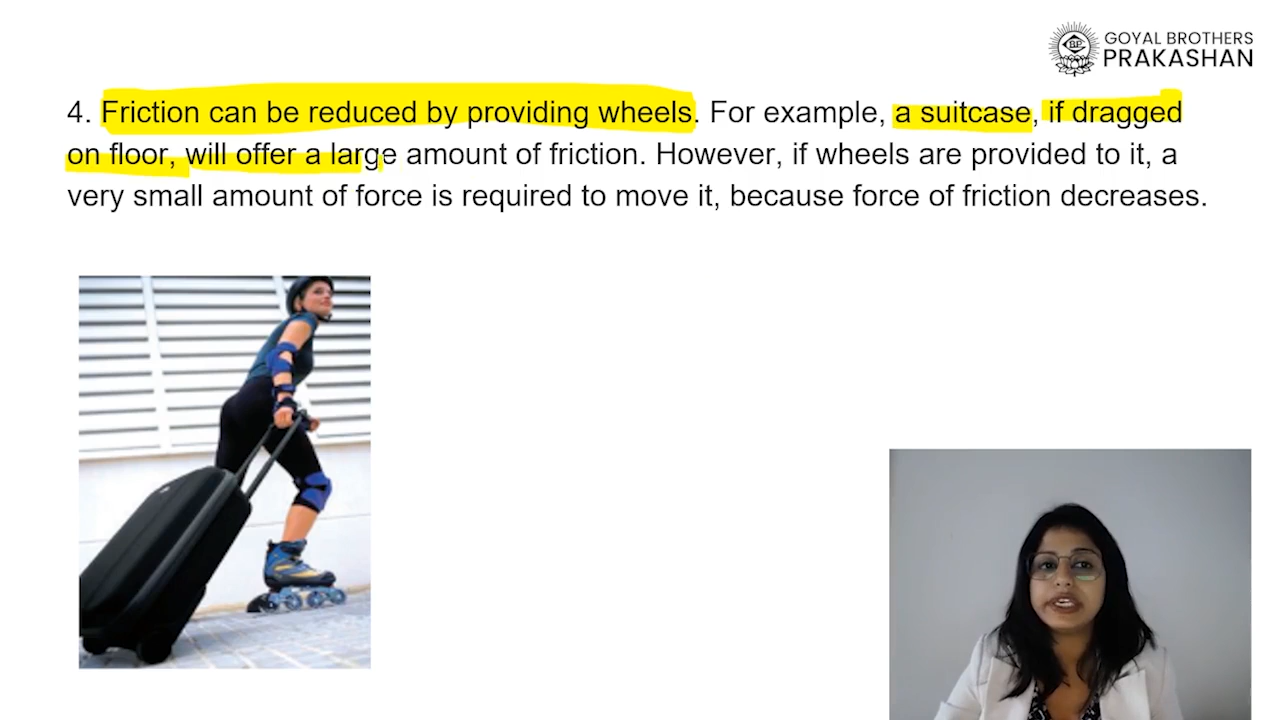 GOYAL BROTHERS
PRAKASHAN
4. Friction can be reduced by providing wheels. For example, a suitcase, if dragged
on floor, will offer a large amount of friction. However, if wheels are provided to it, a
very small amount of force is required to move it, because force of friction decreases.